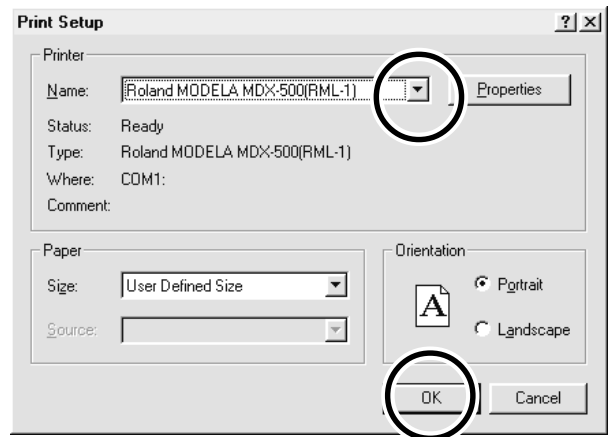 Print Setup
Printer
Name: Roland MODELA MDX-500(RML-1) Properties
Status: Ready
Type: Roland MODELA MDX-500(RML-1)
Where: COM1:
Comment:
Paper
Size: User Defined Size
Source:
Orientation
A
Portrait
Landscape
OK Cancel